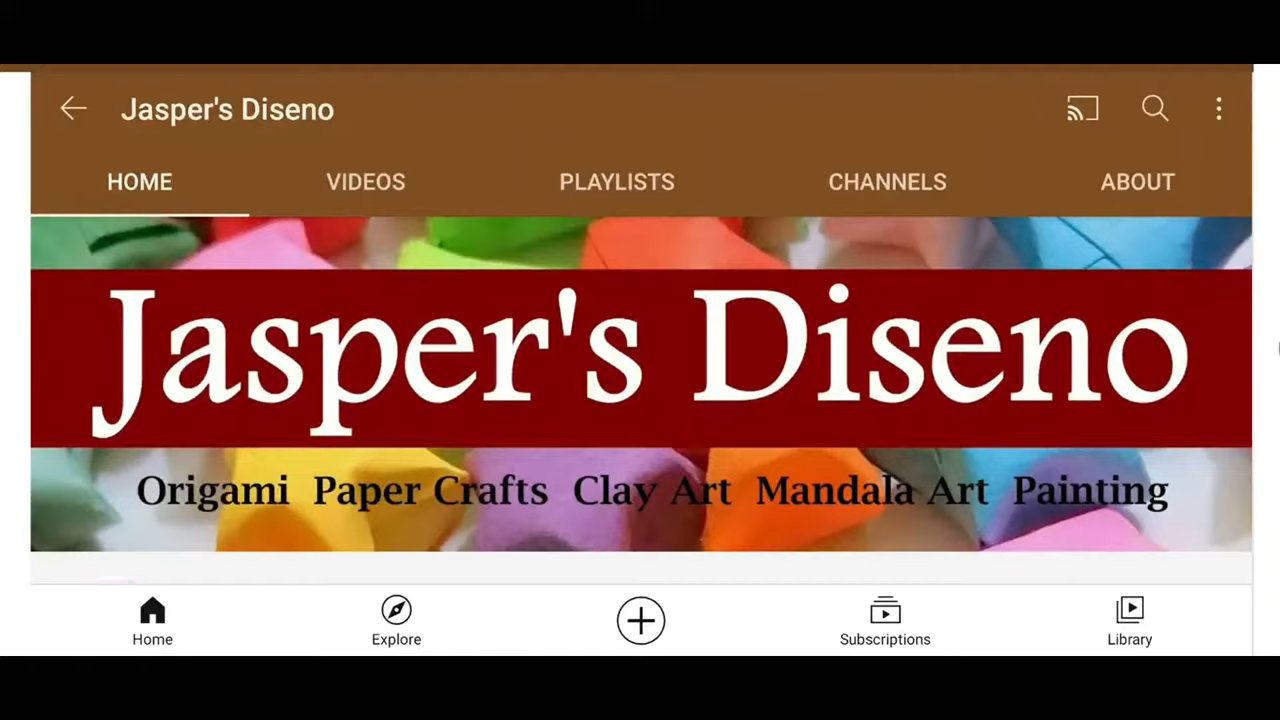 Jasper's Diseno
HOME VIDEOS PLAYLISTS CHANNELS ABOUT
Jasper's Diseno
Origami Paper Crafts Clay Art Mandala Art Painting
Home Explore Subscriptions Library